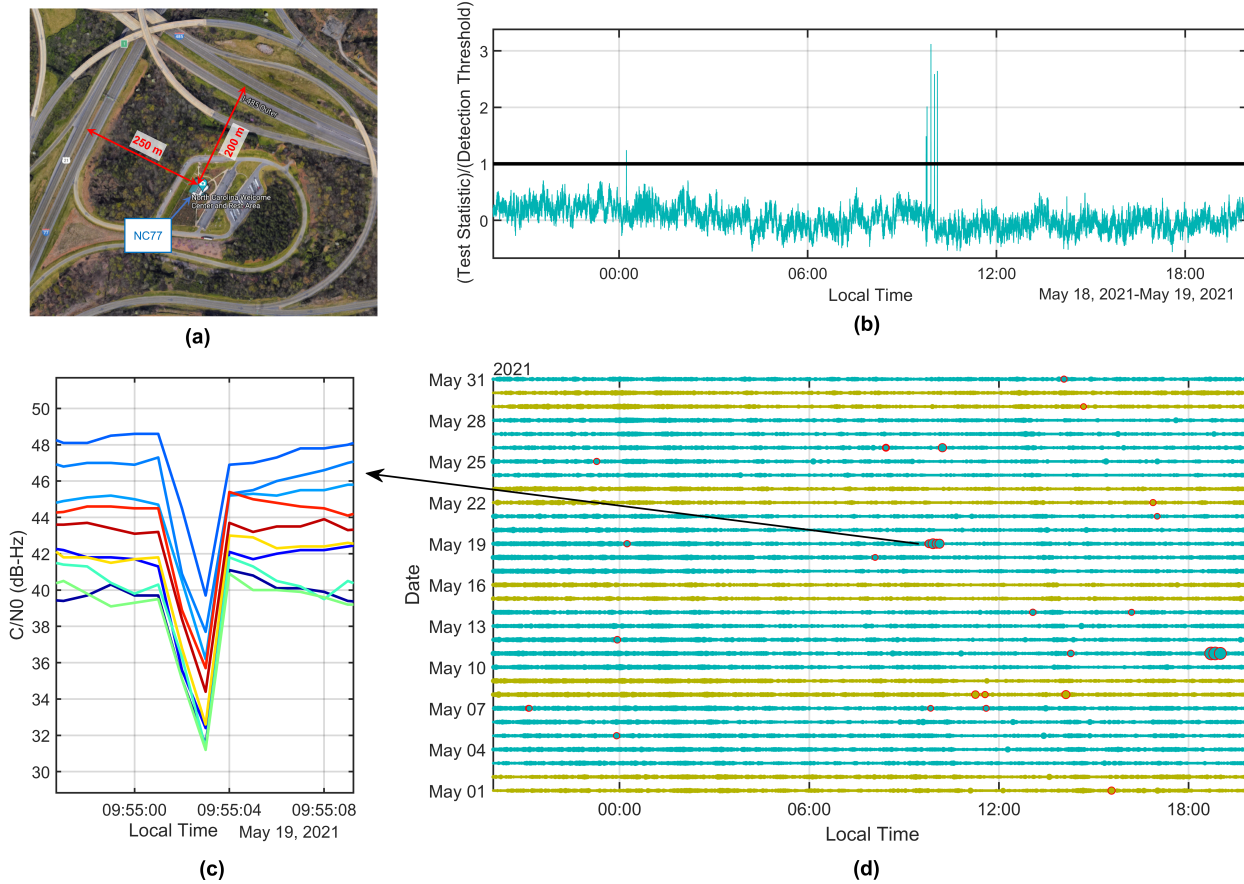 485
I-485 Outer
250 m
200 m
21
North Carolina Welcome
Center and Rest Area
NC77
77
(a)
(Test Statistic)/(Detection Threshold)
3
2
1
0
00:00
06:00
12:00
18:00
Local Time
May 18, 2021-May 19, 2021
(b)
C/N0 (dB-Hz)
50
48
46
44
42
40
38
36
34
32
30
09:55:00
09:55:04
09:55:08
Local Time
May 19, 2021
(c)
2021
Date
May 31
May 28
May 25
May 22
May 19
May 16
May 13
May 10
May 07
May 04
May 01
00:00
06:00
12:00
18:00
Local Time
(d)